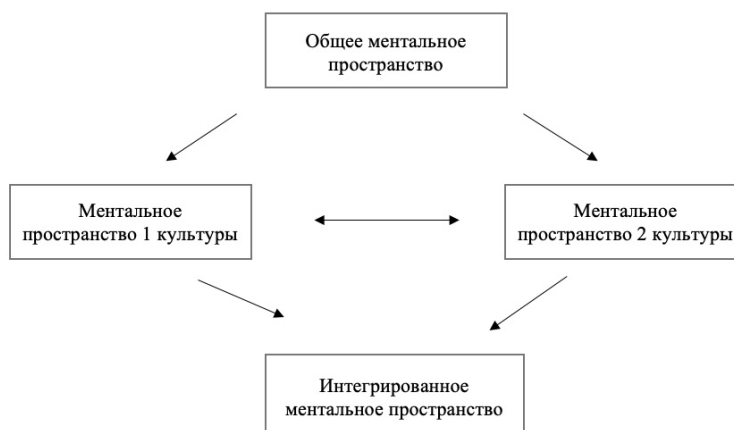 Общее ментальное
пространство
Ментальное
пространство 1 культуры
Ментальное
пространство 2 культуры
Интегрированное
ментальное пространство